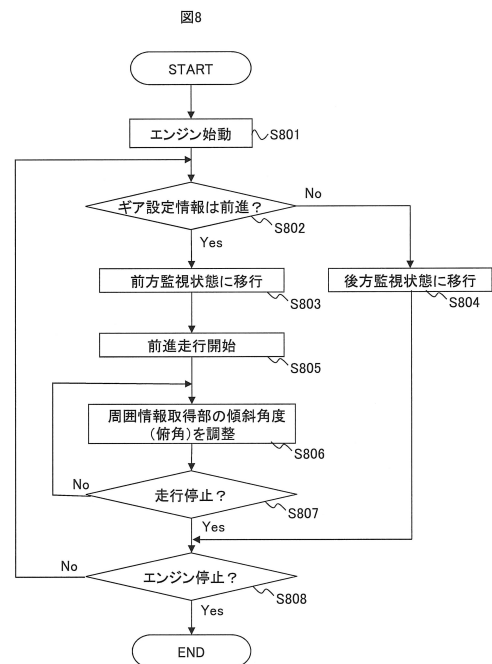 図8
START
エンジン始動
S801
ギア設定情報は前進？
No
S802
Yes
前方監視状態に移行
S803
後方監視状態に移行
S804
前進走行開始
S805
周囲情報取得部の傾斜角度
(俯角)を調整
S806
No
走行停止？
S807
Yes
No
エンジン停止？
S808
Yes
END